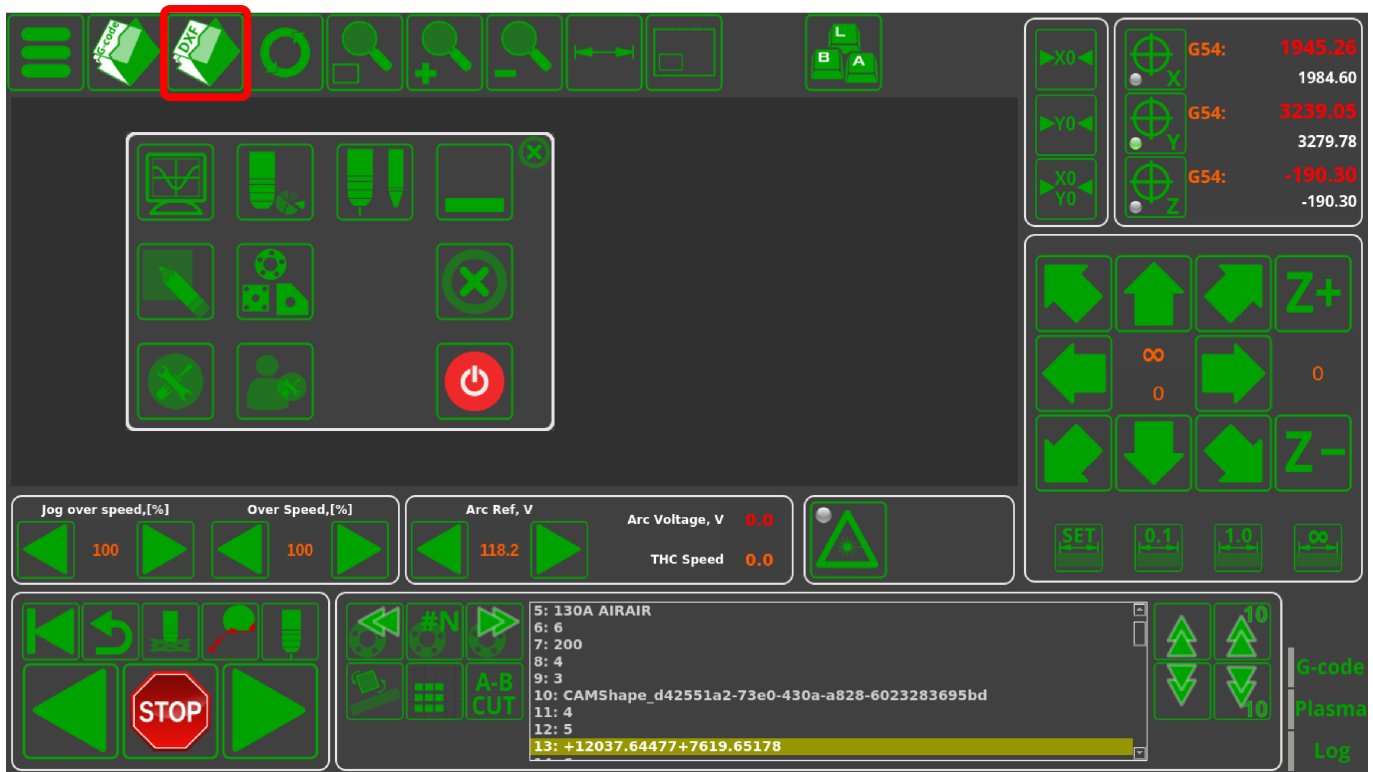 G-code
DXF
L
B A
▶X0◀
▶Y0◀
▶X0◀
Y0
X
G54: 1945.26
1984.60
Y
G54: 3239.05
3279.78
Z
G54: -190.30
-190.30
Z+
∞
0
0
Z-
SET
0.1
1.0
∞
Jog over speed,[%]
100
Over Speed,[%]
100
Arc Ref, V
118.2
Arc Voltage, V 0.0
THC Speed 0.0
STOP
#N
A-B
CUT
5: 130A AIRAIR
6: 6
7: 200
8: 4
9: 3
10: CAMShape_d42551a2-73e0-430a-a828-6023283695bd
11: 4
12: 5
13: +12037.64477+7619.65178
10
10
G-code
Plasma
Log